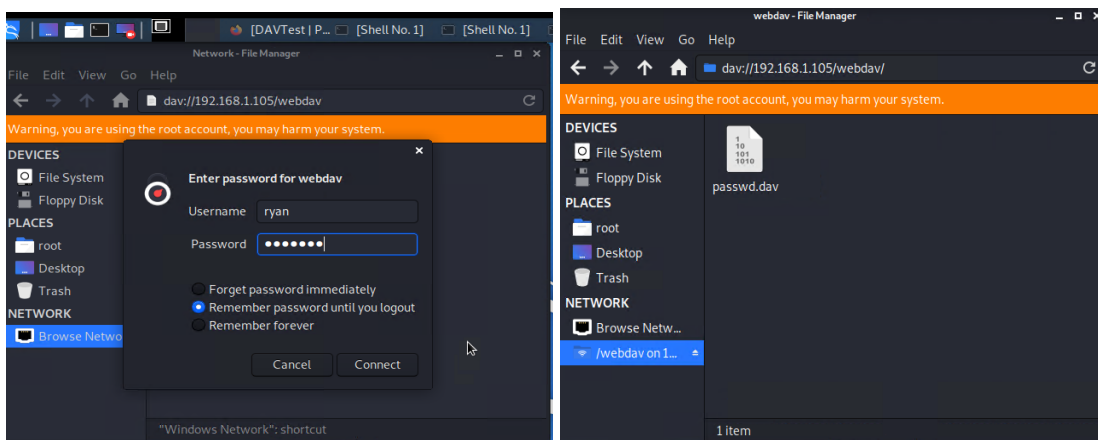 [DAVTest | P...
[Shell No. 1]
[Shell No. 1]
Network - File Manager
File Edit View Go Help
dav://192.168.1.105/webdav
Warning, you are using the root account, you may harm your system.
DEVICES
File System
Floppy Disk
PLACES
root
Desktop
Trash
NETWORK
Browse Netwo
Enter password for webdav
Username ryan
Password •••••••
Forget password immediately
Remember password until you logout
Remember forever
Cancel Connect
"Windows Network": shortcut
webdav - File Manager
File Edit View Go Help
dav://192.168.1.105/webdav/
Warning, you are using the root account, you may harm your system.
DEVICES
File System
Floppy Disk
PLACES
root
Desktop
Trash
NETWORK
Browse Netw...
/webdav on 1...
1
10
101
1010
passwd.dav
1 item